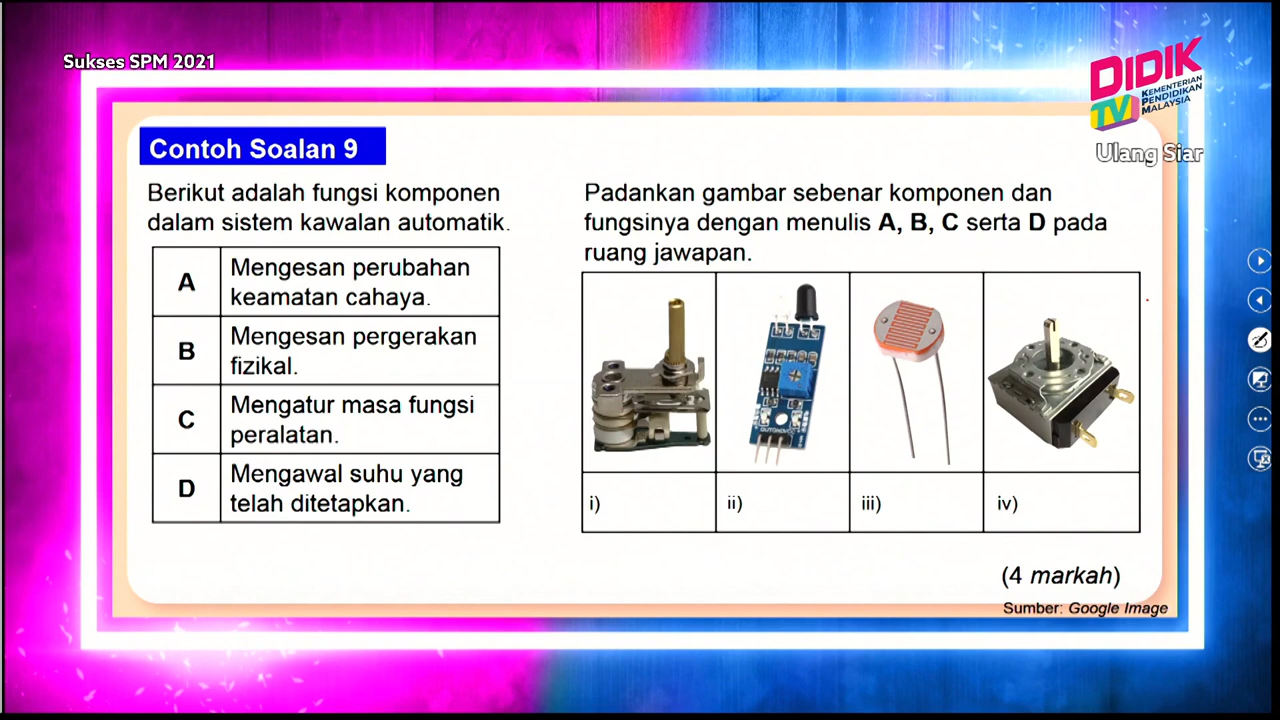 Sukses SPM 2021
DIDIK
TV
KEMENTERIAN
PENDIDIKAN
MALAYSIA
Ulang Siar
Contoh Soalan 9
Berikut adalah fungsi komponen
dalam sistem kawalan automatik.
A
Mengesan perubahan
keamatan cahaya.
B
Mengesan pergerakan
fizikal.
C
Mengatur masa fungsi
peralatan.
D
Mengawal suhu yang
telah ditetapkan.
Padankan gambar sebenar komponen dan
fungsinya dengan menulis A, B, C serta D pada
ruang jawapan.
i)
ii)
iii)
iv)
(4 markah)
Sumber: Google Image